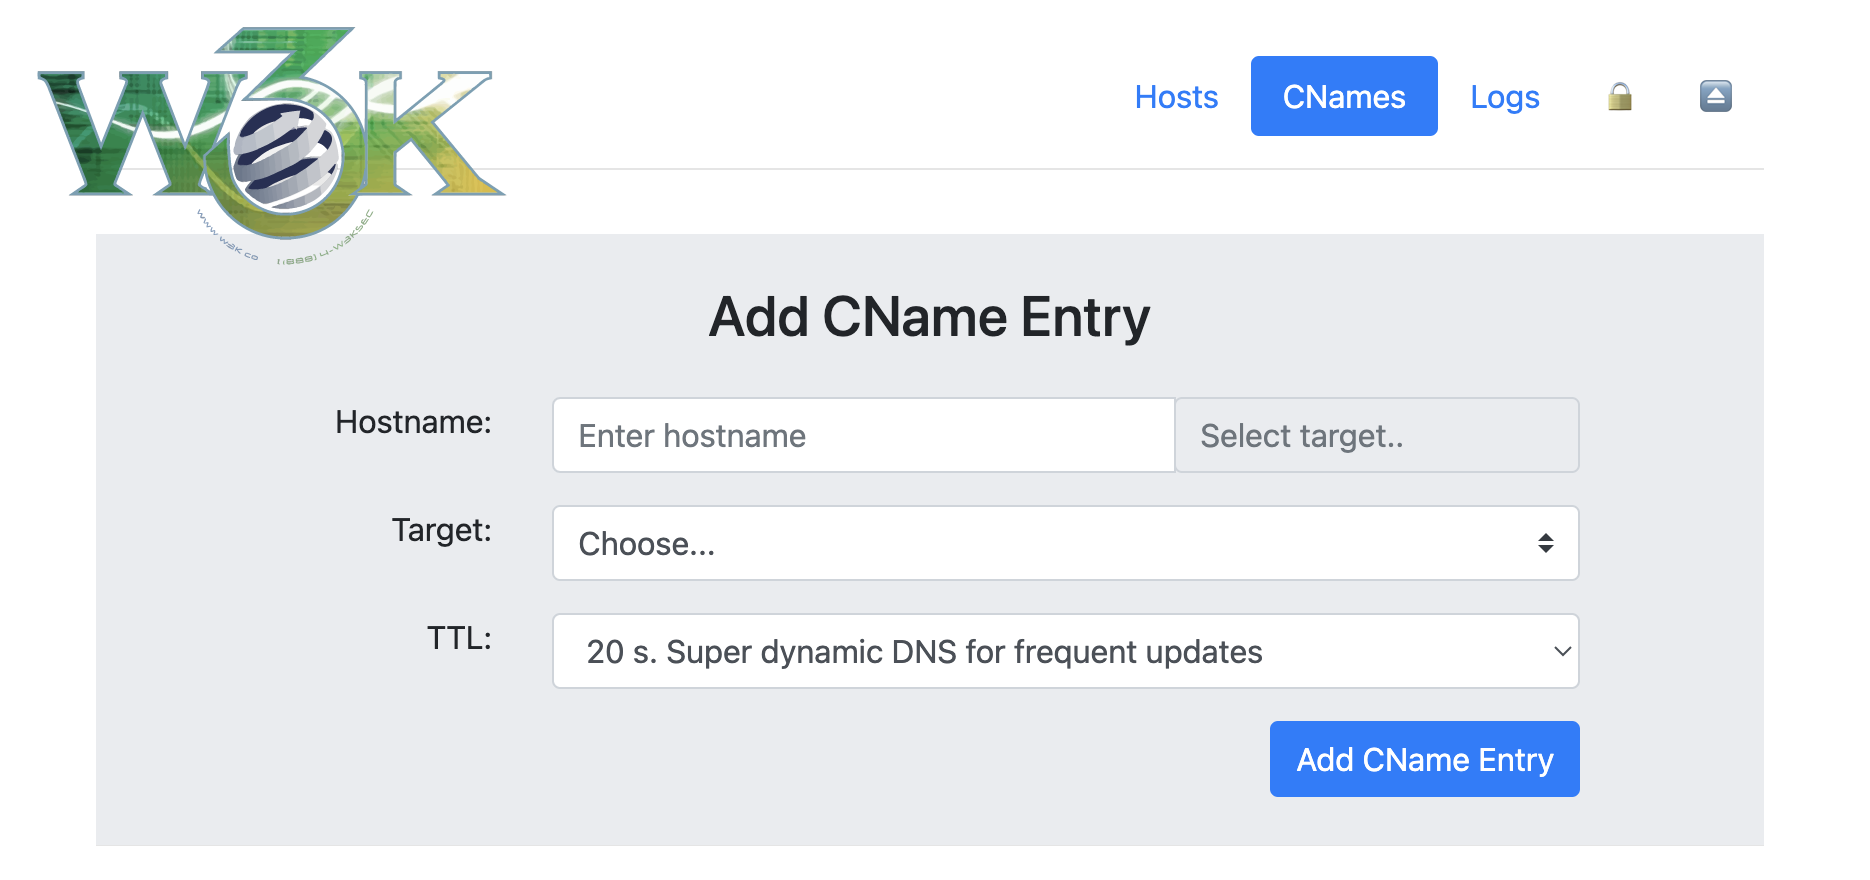 W3K
www.w3k.co 1 (888) 4-W3KSEC
Hosts CNames Logs
Add CName Entry
Hostname: Enter hostname Select target..
Target: Choose...
TTL: 20 s. Super dynamic DNS for frequent updates
Add CName Entry